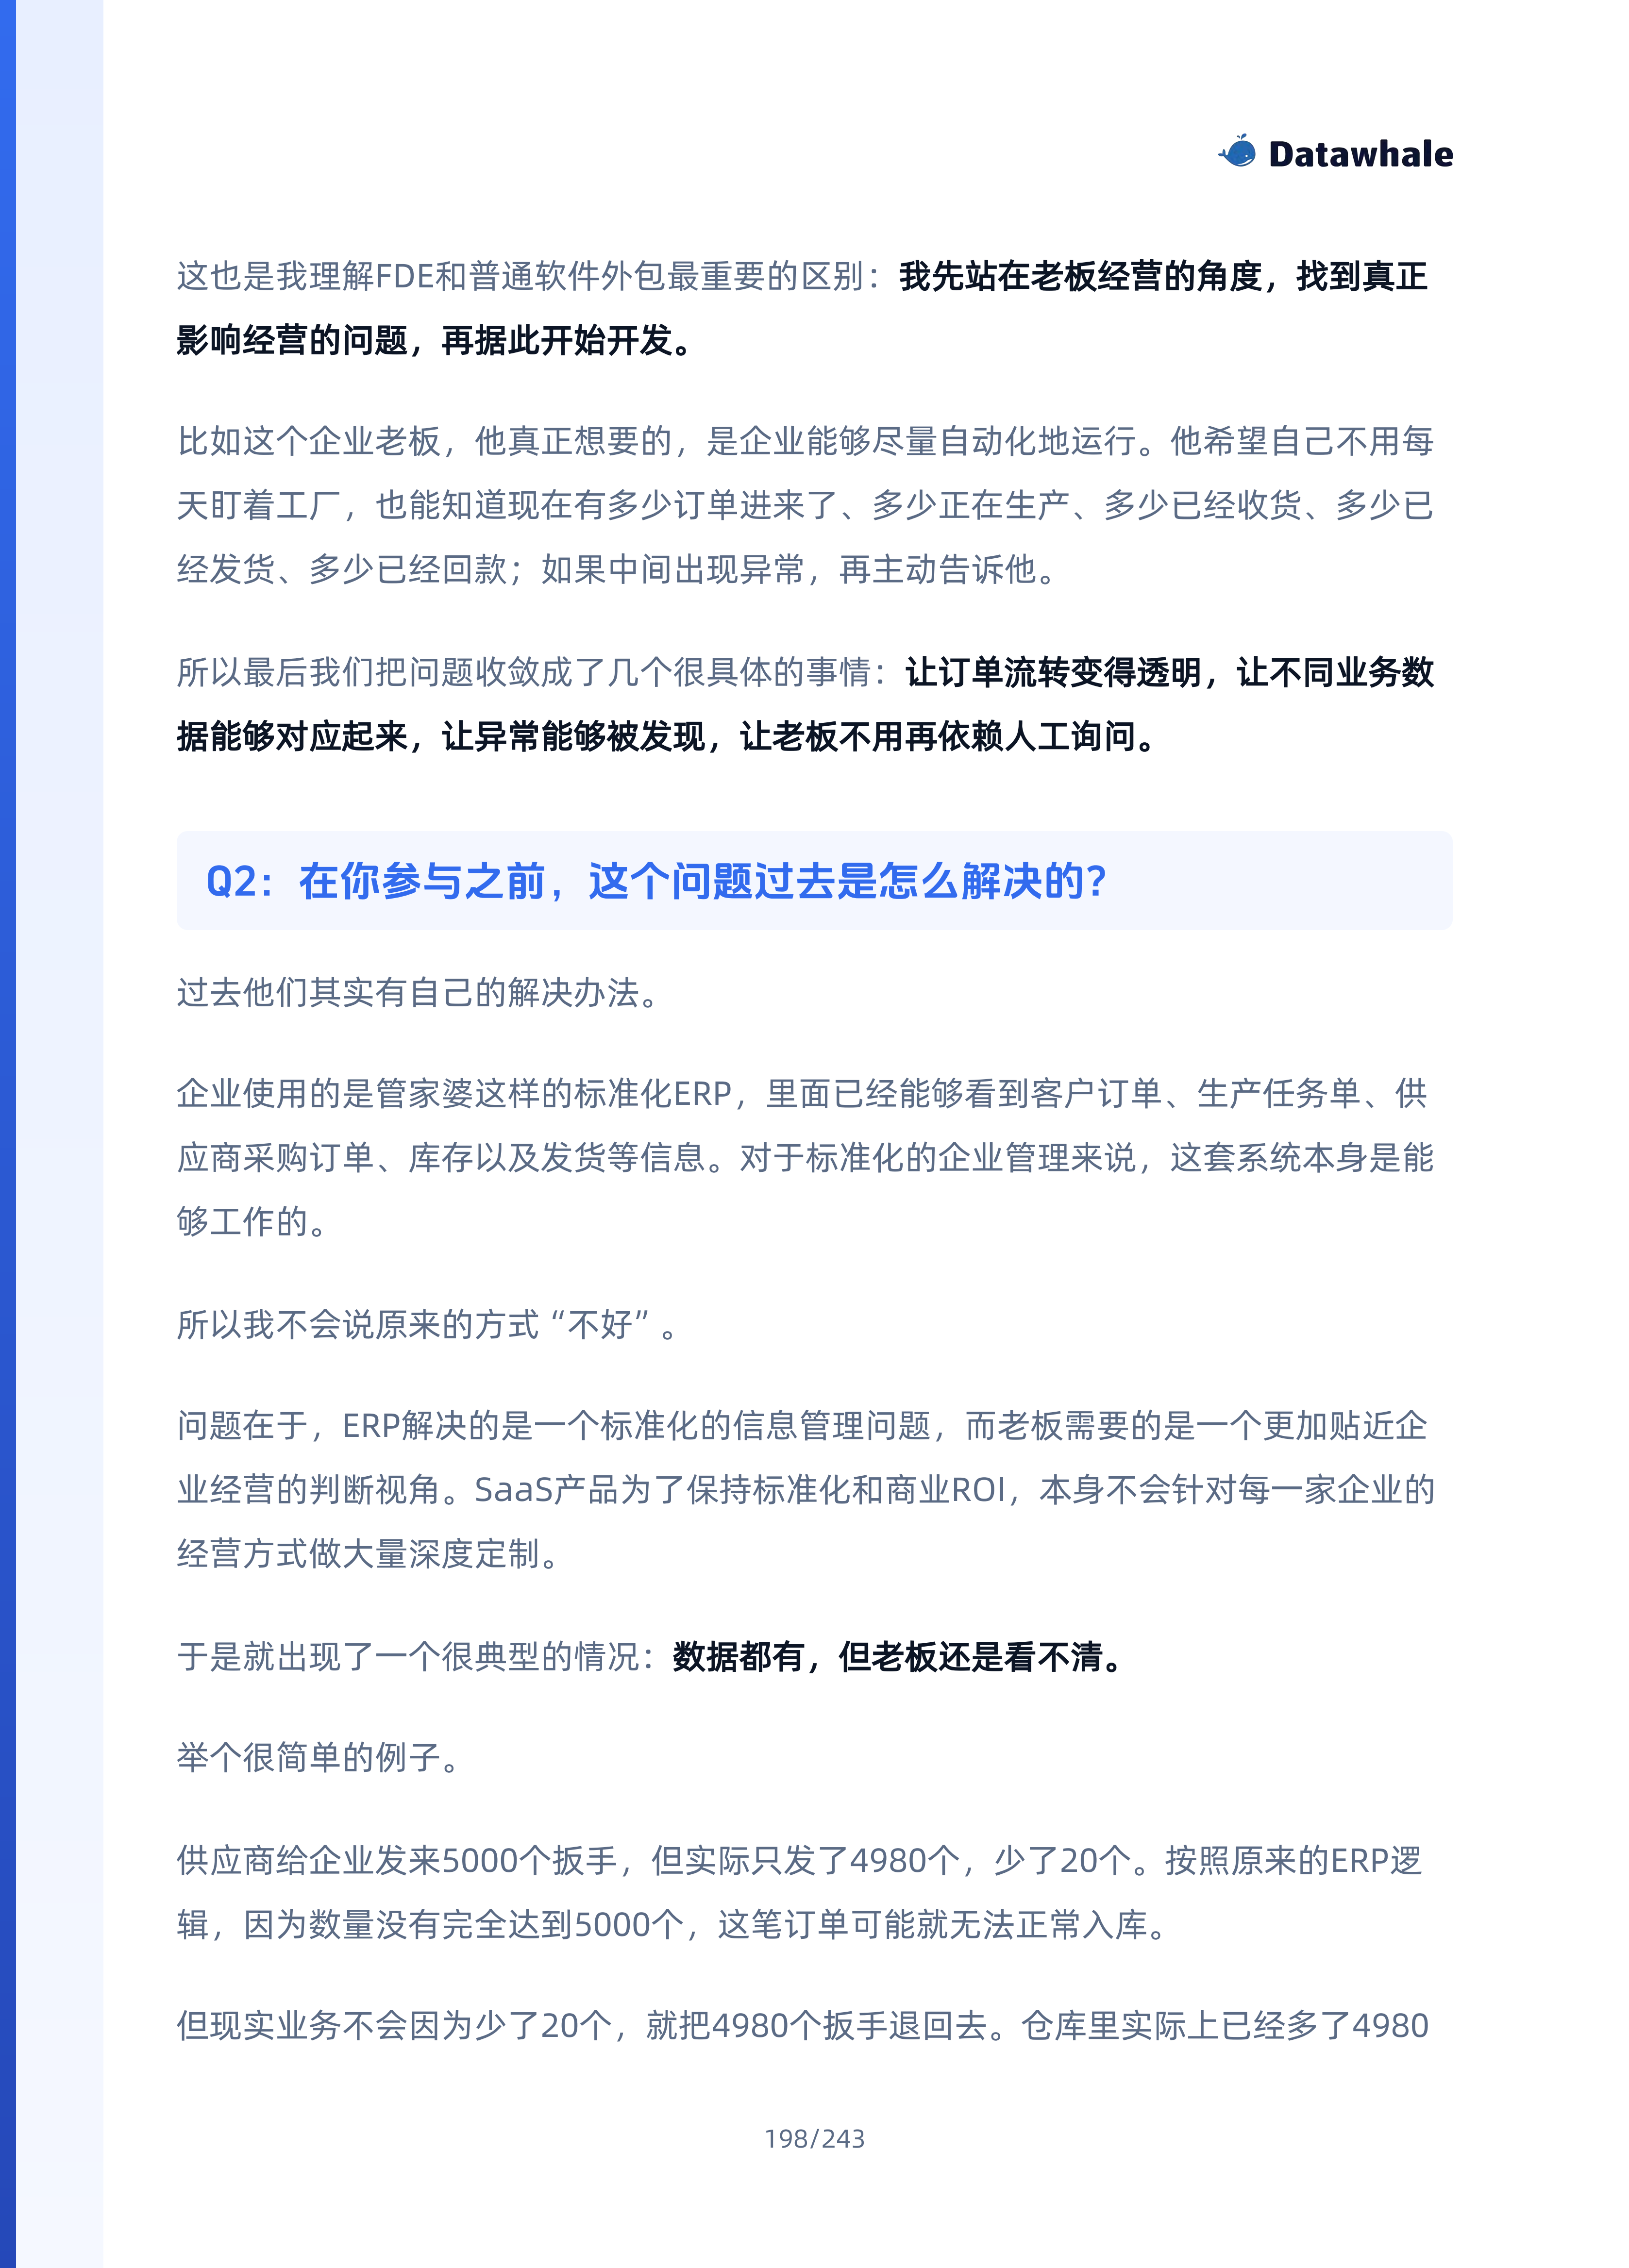 Datawhale
这也是我理解FDE和普通软件外包最重要的区别：我先站在老板经营的角度，找到真正
影响经营的问题，再据此开始开发。
比如这个企业老板，他真正想要的，是企业能够尽量自动化地运行。他希望自己不用每
天盯着工厂，也能知道现在有多少订单进来了、多少正在生产、多少已经收货、多少已
经发货、多少已经回款；如果中间出现异常，再主动告诉他。
所以最后我们把问题收敛成了几个很具体的事情：让订单流转变得透明，让不同业务数
据能够对应起来，让异常能够被发现，让老板不用再依赖人工询问。
Q2：在你参与之前，这个问题过去是怎么解决的？
过去他们其实有自己的解决办法。
企业使用的是管家婆这样的标准化ERP，里面已经能够看到客户订单、生产任务单、供
应商采购订单、库存以及发货等信息。对于标准化的企业管理来说，这套系统本身是能
够工作的。
所以我不会说原来的方式“不好”。
问题在于，ERP解决的是一个标准化的信息管理问题，而老板需要的是一个更加贴近企
业经营的判断视角。SaaS产品为了保持标准化和商业ROI，本身不会针对每一家企业的
经营方式做大量深度定制。
于是就出现了一个很典型的情况：数据都有，但老板还是看不清。
举个很简单的例子。
供应商给企业发来5000个扳手，但实际只发了4980个，少了20个。按照原来的ERP逻
辑，因为数量没有完全达到5000个，这笔订单可能就无法正常入库。
但现实业务不会因为少了20个，就把4980个扳手退回去。仓库里实际上已经多了4980
198/243